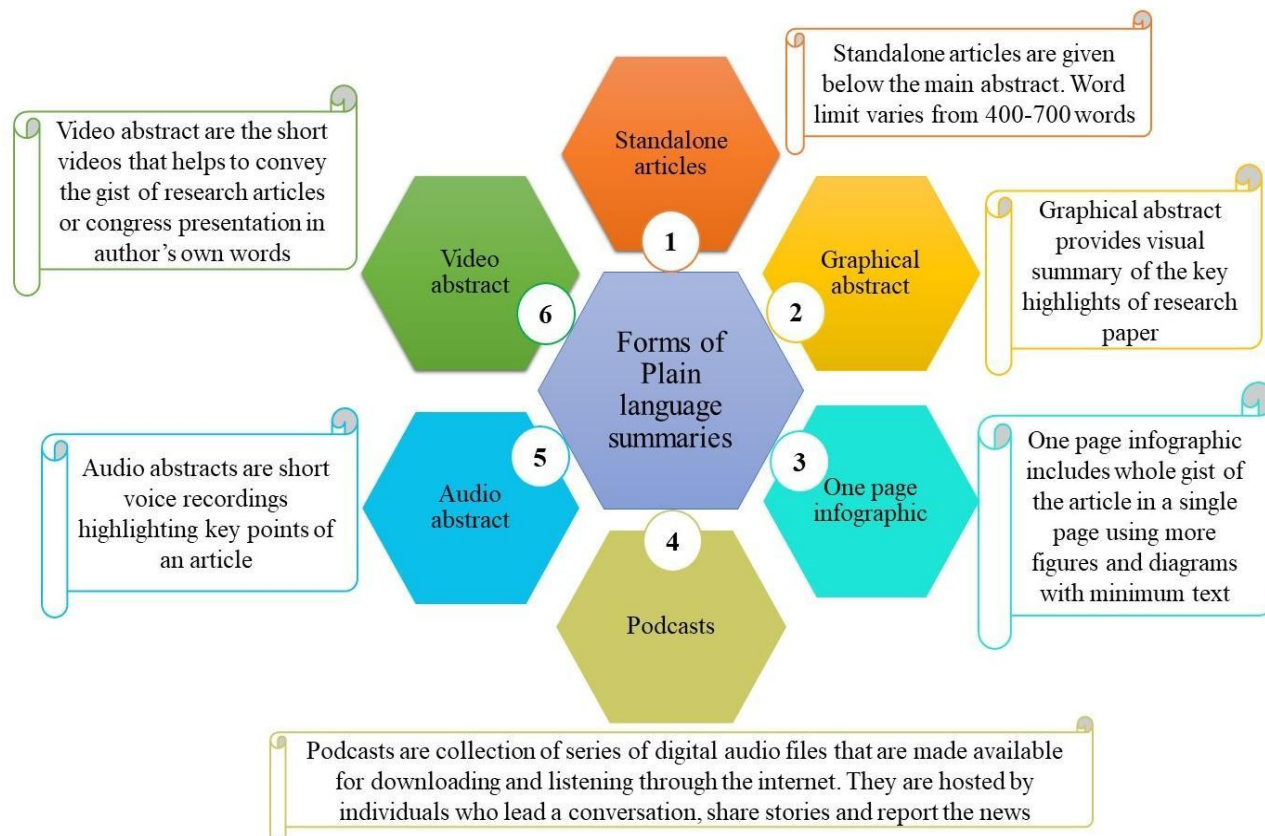 Standalone articles are given
below the main abstract. Word
limit varies from 400-700 words
Standalone
articles
1
Video abstract are the short
videos that helps to convey
the gist of research articles
or congress presentation in
author’s own words
Video
abstract
6
Graphical
abstract
2
Graphical abstract
provides visual
summary of the key
highlights of research
paper
Forms of
Plain
language
summaries
Audio abstracts are short
voice recordings
highlighting key points of
an article
Audio
abstract
5
3
One page
infographic
One page infographic
includes whole gist of
the article in a single
page using more
figures and diagrams
with minimum text
4
Podcasts
Podcasts are collection of series of digital audio files that are made available
for downloading and listening through the internet. They are hosted by
individuals who lead a conversation, share stories and report the news